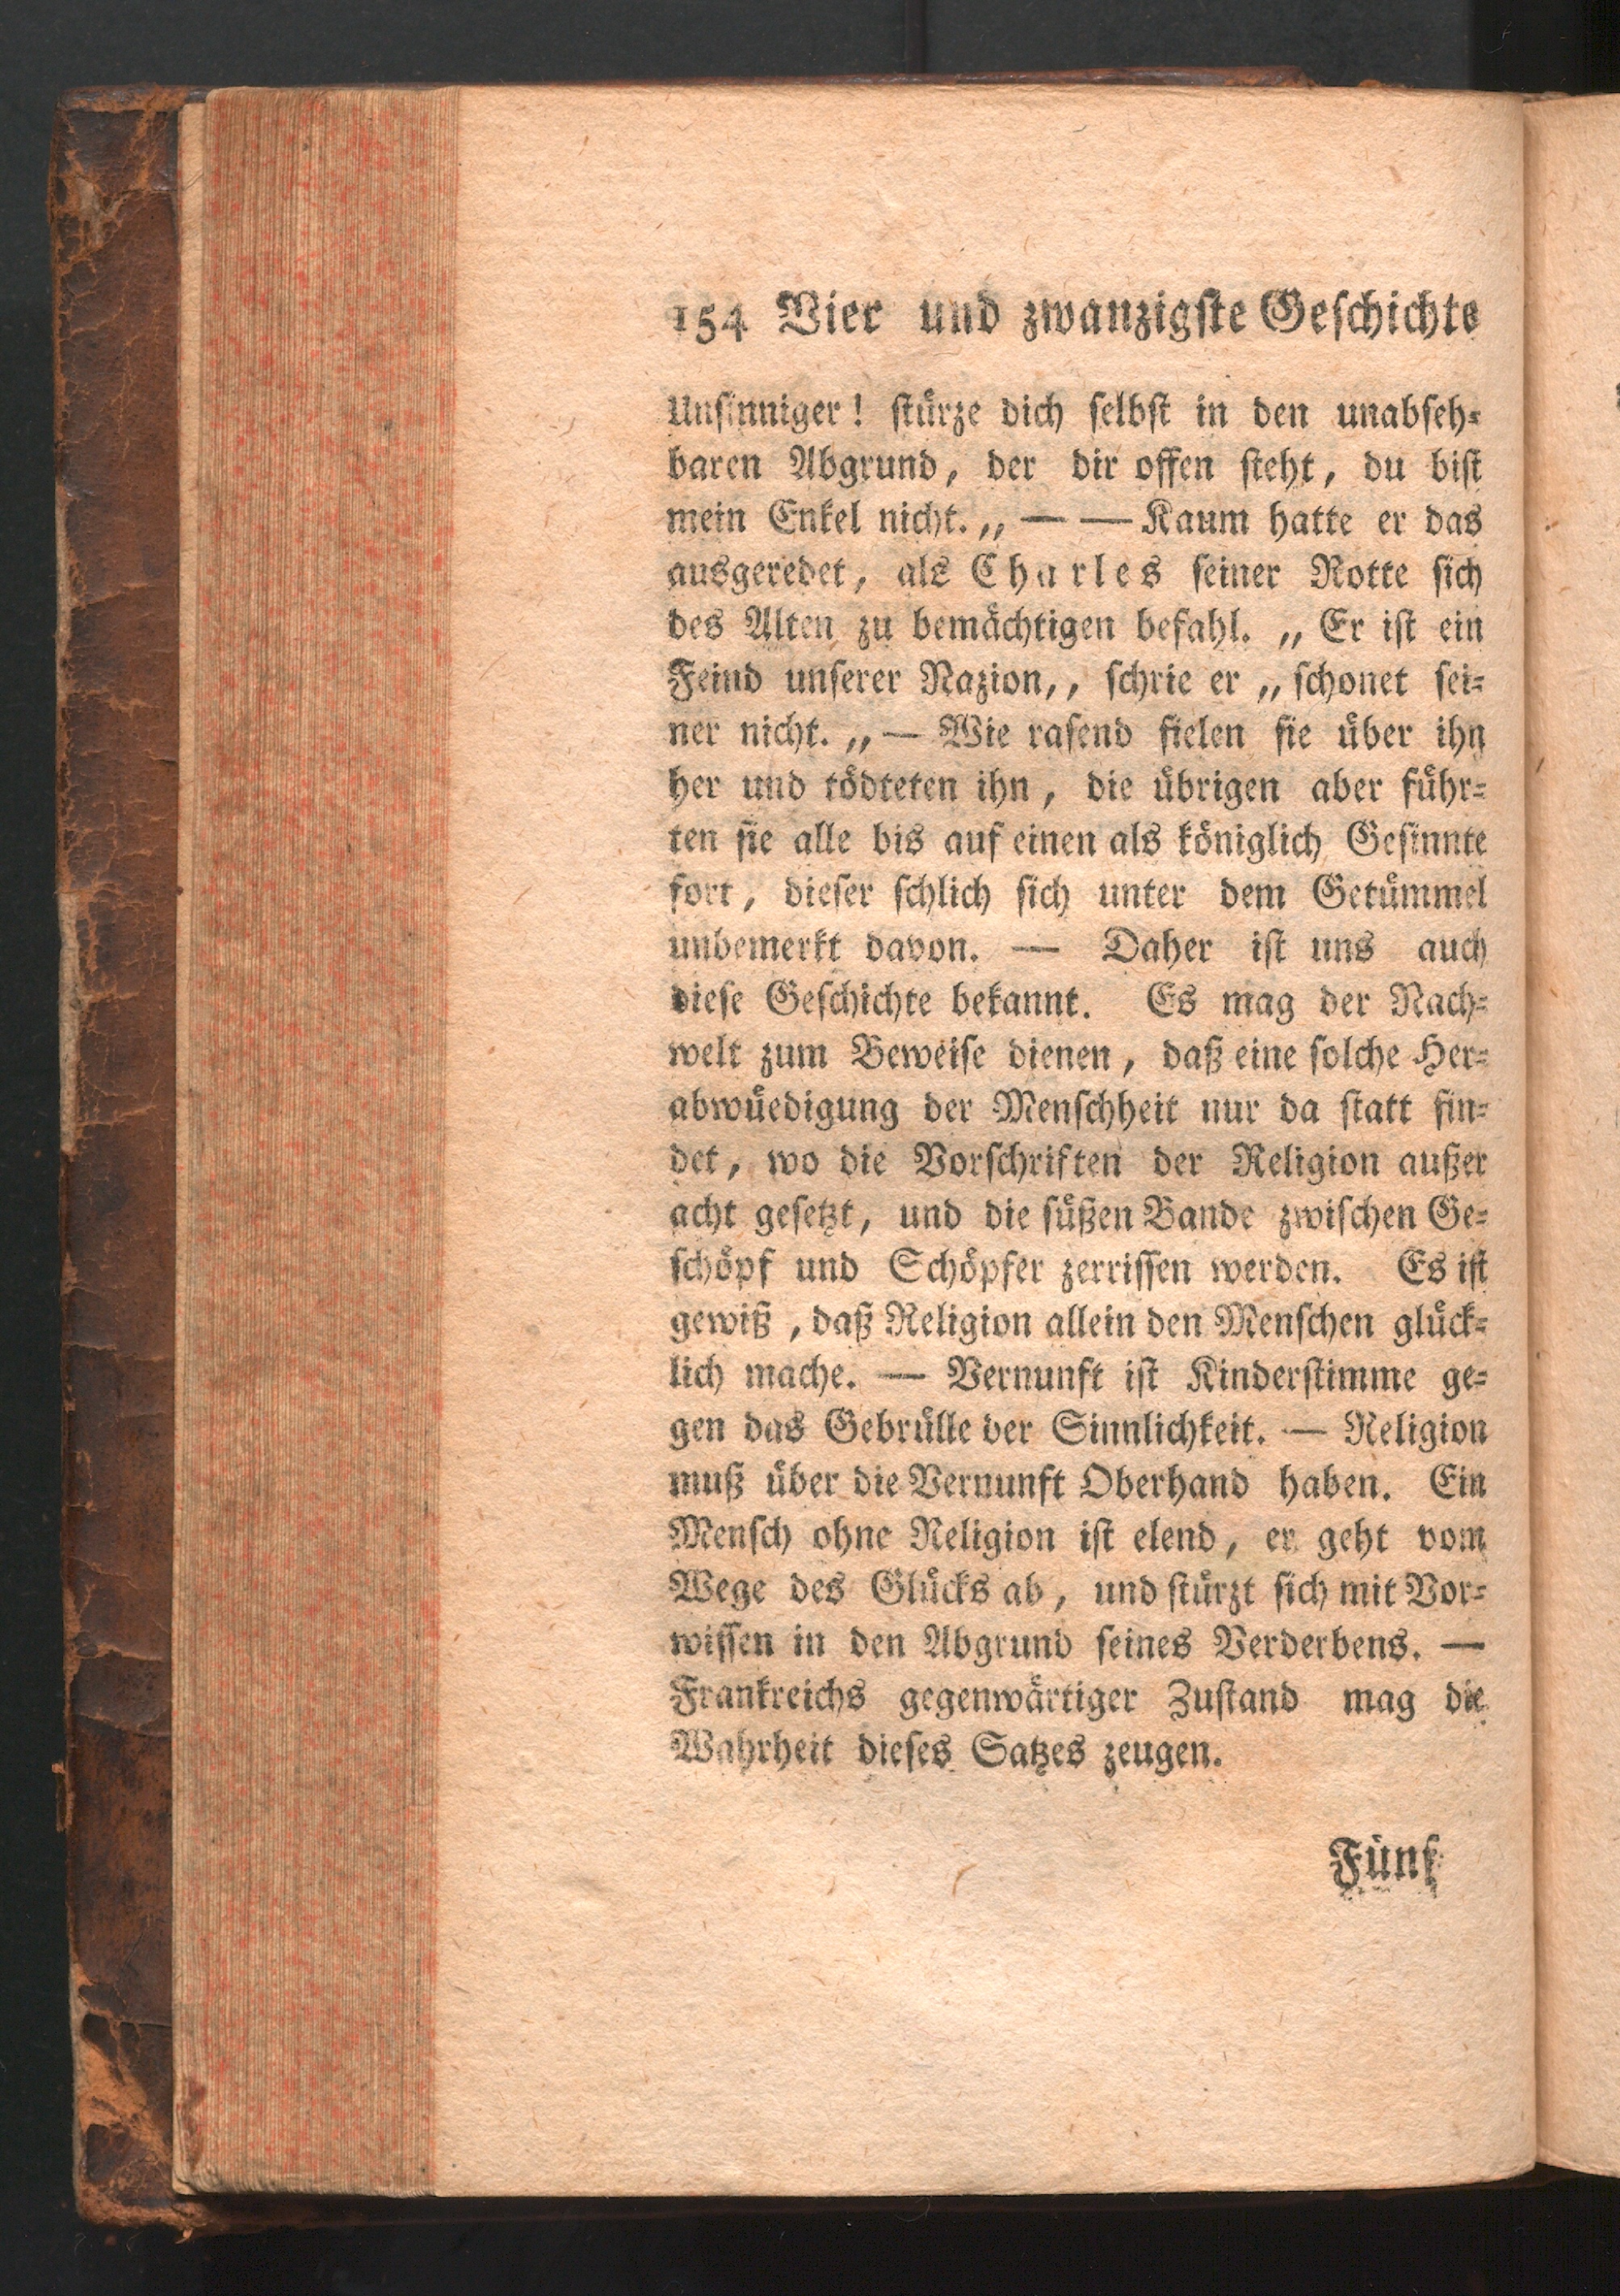 154 Vier und zwanzigste Geschichte
Unsinniger! stürze dich selbst in den unabseh-
baren Abgrund, der dir offen steht, du bist
mein Enkel nicht.„ — — Kaum hatte er das
ausgeredet, als Charles seiner Rotte sich
des Alten zu bemächtigen befahl. „ Er ist ein
Feind unserer Nazion,, schrie er „ schonet sei-
ner nicht. „ — Wie rasend fielen sie über ihn
her und tödteten ihn, die übrigen aber führ-
ten sie alle bis auf einen als königlich Gesinnte
fort, dieser schlich sich unter dem Getümmel
unbemerkt davon. — Daher ist uns auch
diese Geschichte bekannt. Es mag der Nach-
welt zum Beweise dienen, daß eine solche Her-
abwüedigung der Menschheit nur da statt fin-
det, wo die Vorschriften der Religion außer
acht gesetzt, und die süßen Bande zwischen Ge-
schöpf und Schöpfer zerrissen werden. Es ist
gewiß, daß Religion allein den Menschen glück-
lich mache. — Vernunft ist Kinderstimme ge-
gen das Gebrülle der Sinnlichkeit. — Religion
muß über die Vernunft Oberhand haben. Ein
Mensch ohne Religion ist elend, er geht vom
Wege des Glücks ab, und stürzt sich mit Vor-
wissen in den Abgrund seines Verderbens. —
Frankreichs gegenwärtiger Zustand mag die
Wahrheit dieses Satzes zeugen.
Fünf